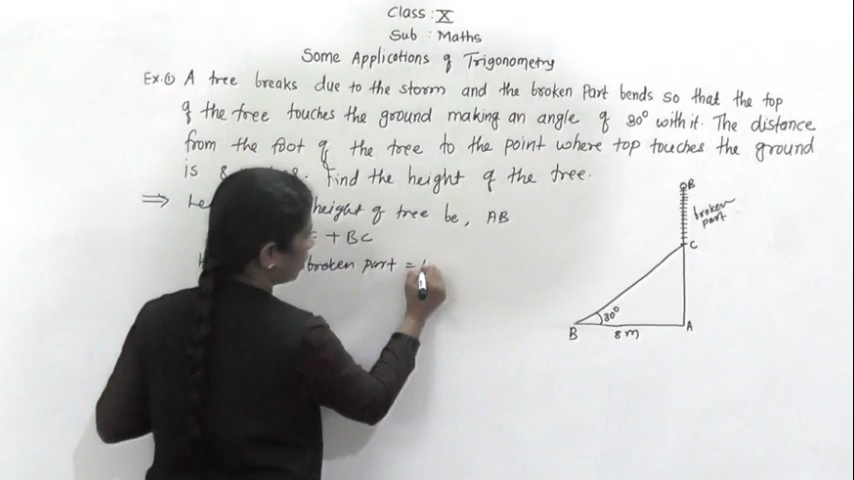 Class : X
Sub : Maths
Some Applications of Trigonometry
Ex.① A tree breaks due to the storm and the broken Part bends so that the top
of the tree touches the ground making an angle of 30° with it. The distance
from the foot of the tree to the point where top touches the ground
is 8 Find the height of the tree.
⇒ Le height of tree be, AB
+ BC
broken part =
B
broken part
C
30°
B
8 m
A